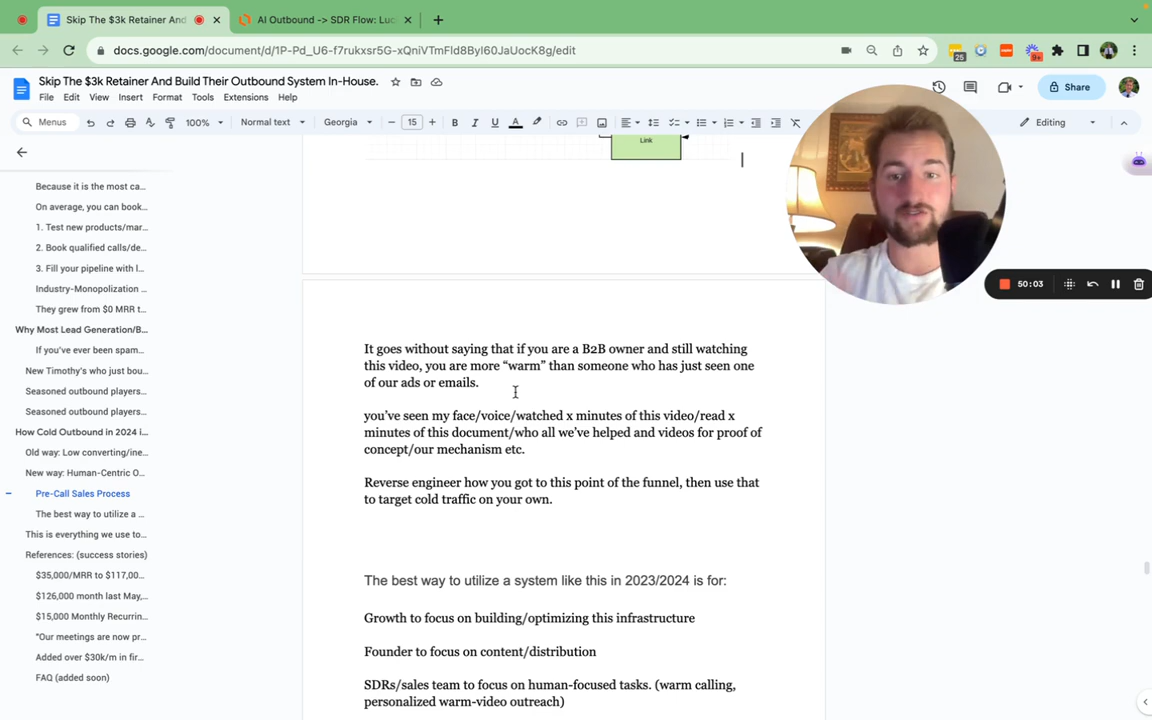 Skip The $3k Retainer And
AI Outbound -> SDR Flow: Luc
docs.google.com/document/d/1P-Pd_U6-f7rukxsr5G-xQniVTmFld8Byl60JaUocK8g/edit
25
9+
Skip The $3k Retainer And Build Their Outbound System In-House.
File Edit View Insert Format Tools Extensions Help
Share
Menus
100%
Normal text
Georgia
15
B I U A
Editing
Link
Because it is the most ca...
On average, you can book...
1. Test new products/mar...
2. Book qualified calls/de...
3. Fill your pipeline with l...
Industry-Monopolization ...
They grew from $0 MRR t...
Why Most Lead Generation/B...
If you've ever been spam...
New Timothy's who just bou...
Seasoned outbound players...
Seasoned outbound players...
How Cold Outbound in 2024 i...
Old way: Low converting/ine...
New way: Human-Centric O...
Pre-Call Sales Process
The best way to utilize a ...
This is everything we use to...
References: (success stories)
$35,000/MRR to $117,00...
$126,000 month last May,...
$15,000 Monthly Recurrin...
"Our meetings are now pr...
Added over $30k/m in fir...
FAQ (added soon)
50:03
It goes without saying that if you are a B2B owner and still watching
this video, you are more “warm” than someone who has just seen one
of our ads or emails.
you’ve seen my face/voice/watched x minutes of this video/read x
minutes of this document/who all we’ve helped and videos for proof of
concept/our mechanism etc.
Reverse engineer how you got to this point of the funnel, then use that
to target cold traffic on your own.
The best way to utilize a system like this in 2023/2024 is for:
Growth to focus on building/optimizing this infrastructure
Founder to focus on content/distribution
SDRs/sales team to focus on human-focused tasks. (warm calling,
personalized warm-video outreach)